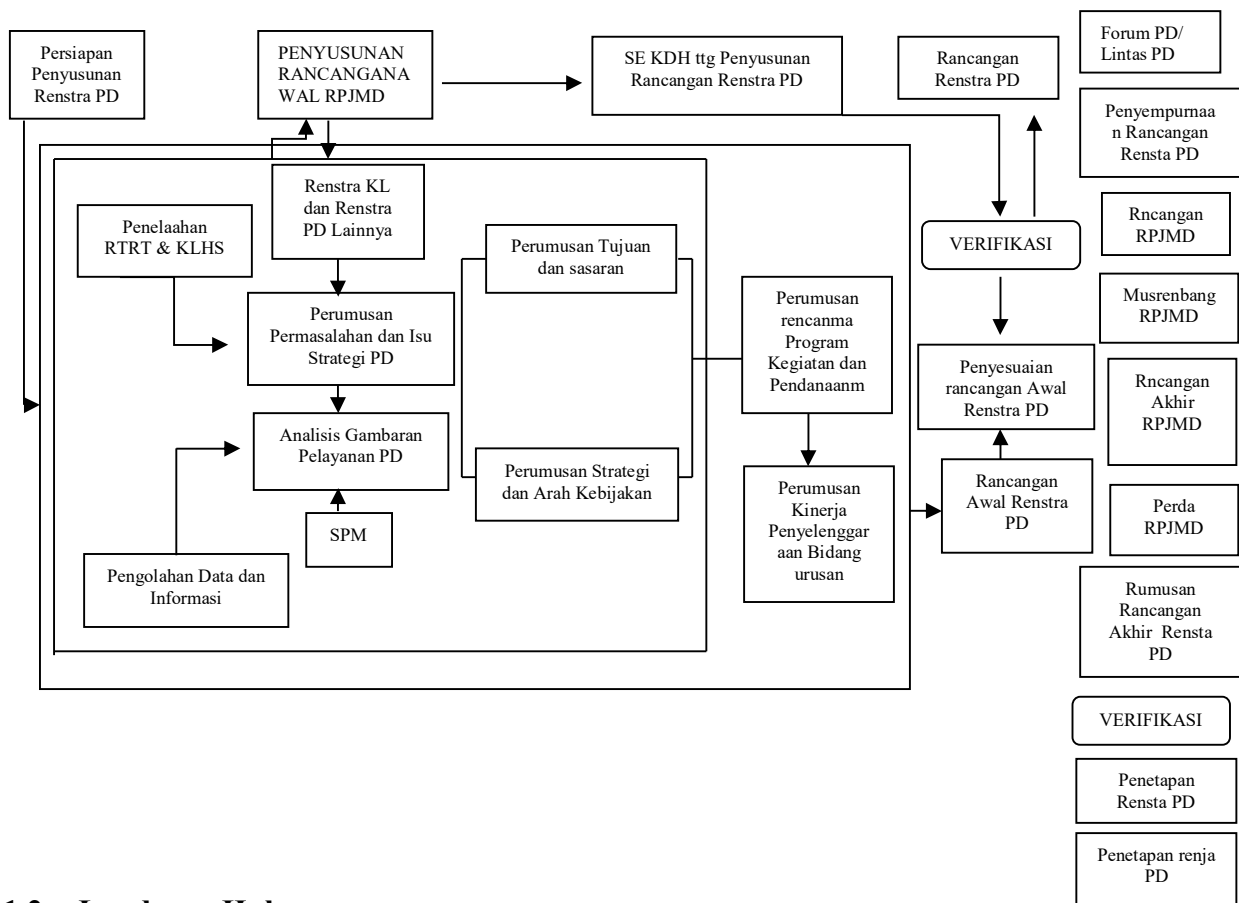 Persiapan
Penyusunan
Renstra PD
PENYUSUNAN
RANCANGANA
WAL RPJMD
SE KDH ttg Penyusunan
Rancangan Renstra PD
Rancangan
Renstra PD
Forum PD/
Lintas PD
Penyempurnaa
n Rancangan
Rensta PD
Rncangan
RPJMD
Musrenbang
RPJMD
Rncangan
Akhir
RPJMD
Perda
RPJMD
Rumusan
Rancangan
Akhir Rensta
PD
VERIFIKASI
Penetapan
Rensta PD
Penetapan renja
PD
Renstra KL
dan Renstra
PD Lainnya
Penelaahan
RTRT & KLHS
Perumusan
Permasalahan dan Isu
Strategi PD
Analisis Gambaran
Pelayanan PD
SPM
Pengolahan Data dan
Informasi
Perumusan Tujuan
dan sasaran
Perumusan Strategi
dan Arah Kebijakan
Perumusan
rencanma
Program
Kegiatan dan
Pendanaanm
Perumusan
Kinerja
Penyelenggar
aan Bidang
urusan
VERIFIKASI
Penyesuaian
rancangan Awal
Renstra PD
Rancangan
Awal Renstra
PD